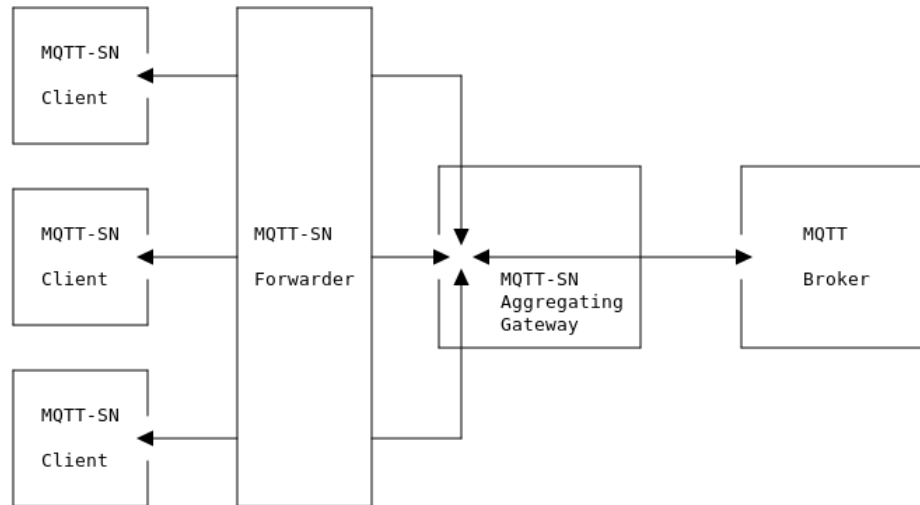 MQTT-SN
Client
MQTT-SN
Client
MQTT-SN
Client
MQTT-SN
Forwarder
MQTT-SN
Aggregating
Gateway
MQTT
Broker